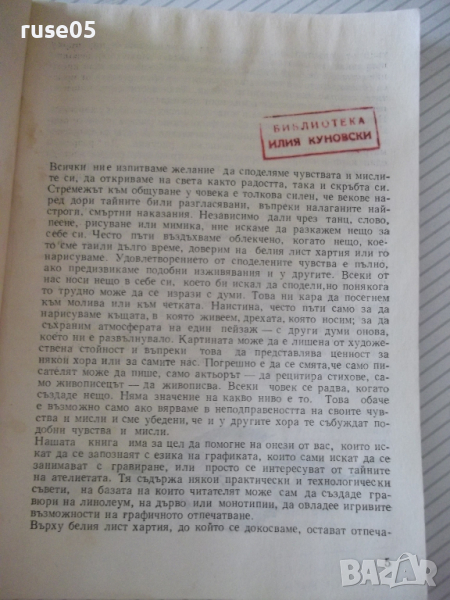 ruse05
БИБЛИОТЕКА
ИЛИЯ КУНОВСКИ
Всички ние изпитваме желание да споделяме чувствата и мисли-
те си, да откриваме на света както радостта, така и скръбта си.
Стремежът към общуване у човека е толкова силен, че векове на-
ред дори тайните били разгласявани, въпреки налаганите най-
строги, смъртни наказания. Независимо дали чрез танц, слово,
песне, рисуване или мимика, ние искаме да разкажем нещо за
себе си. Често пъти въздъхваме облекчено, когато нещо, кое-
то сме таили дълго време, доверим на белия лист хартия или го
нарисуваме. Удовлетворението от споделените чувства е пълно,
ако предизвикаме подобни изживявания и у другите. Всеки от
нас носи нещо в себе си, което би искал да сподели, но понякога
то трудно може да се изрази с думи. Това ни кара да посегнем
към молива или към четката. Наистина, често пъти само за да
нарисуваме къщата, в която живеем, дрехата, която носим; за да
съхраним атмосферата на един пейзаж — с други думи онова,
което ни е развълнувало. Картината може да е лишена от художе-
ствена стойност и въпреки това да представлява ценност за
някои хора или за самите нас. Погрешно е да се смята, че само пи-
сателят може да пише, само актьорът — да рецитира стихове, са-
мо живописецът — да живописва. Всеки човек се радва, когато
създаде нещо. Няма значение на какво ниво е то. Това обаче
е възможно само ако вярваме в неподправеността на своите чувс-
тва и мисли и сме убедени, че и у другите хора те събуждат по-
добни чувства и мисли.
Нашата книга има за цел да помогне на онези от вас, които ис-
кат да се запознаят с езика на графиката, които сами искат да се
занимават с гравиране, или просто се интересуват от тайните
на ателиетата. Тя съдържа някои практически и технологически
съвети, на базата на които читателят може сам да създаде гра-
вюри на линолеум, на дърво или монотипии, да овладее игривите
възможности на графичното отпечатване.
Върху белия лист хартия, до който се докосваме, остават отпеча-
5
BAZAR.bg